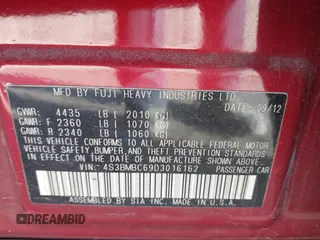 MFD BY FUJI HEAVY INDUSTRIES LTD.
DATE: 09/12
GVWR: 4435 LB ( 2010 KG)
GAWR: F 2360 LB ( 1070 KG)
GAWR: R 2340 LB ( 1060 KG)
THIS VEHICLE CONFORMS TO ALL APPLICABLE FEDERAL MOTOR
VEHICLE SAFETY, BUMPER, AND THEFT PREVENTION STANDARDS
IN EFFECT ON THE DATE OF MANUFACTURE SHOWN ABOVE.
VIN: 4S3BMBC69D3016162 PASSENGER CAR
ASSEMBLED BY SIA INC. MADE IN U.S.A.
DREAMBID